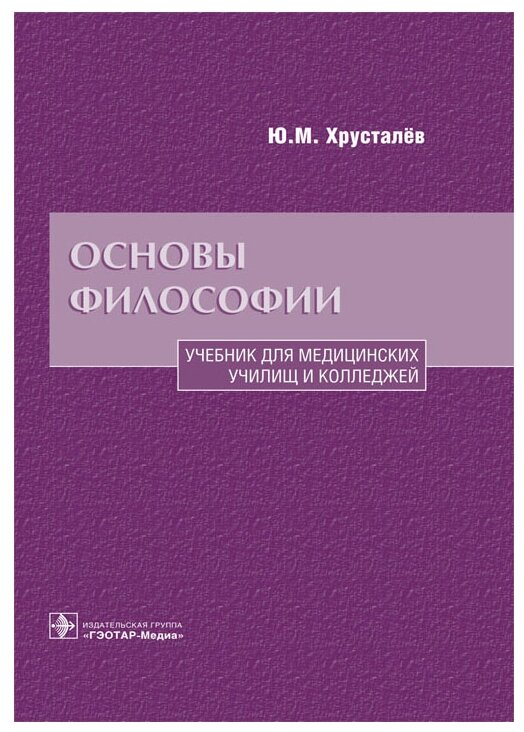 Ю.М. Хрусталёв
ОСНОВЫ
ФИЛОСОФИИ
УЧЕБНИК ДЛЯ МЕДИЦИНСКИХ
УЧИЛИЩ И КОЛЛЕДЖЕЙ
ИЗДАТЕЛЬСКАЯ ГРУППА
«ГЭОТАР-Медиа»